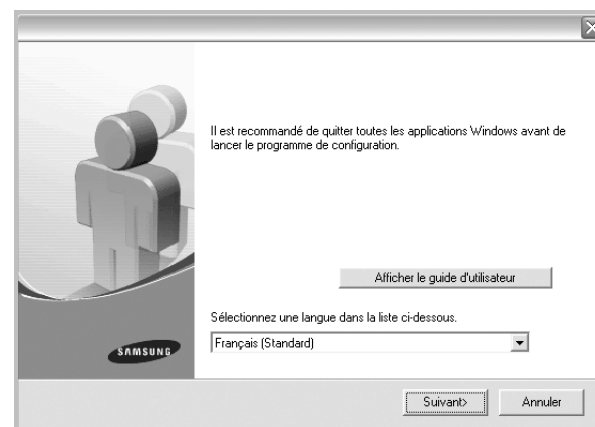 Il est recommandé de quitter toutes les applications Windows avant de
lancer le programme de configuration.
Afficher le guide d'utilisateur
Sélectionnez une langue dans la liste ci-dessous.
Français (Standard)
SAMSUNG
Suivant>
Annuler